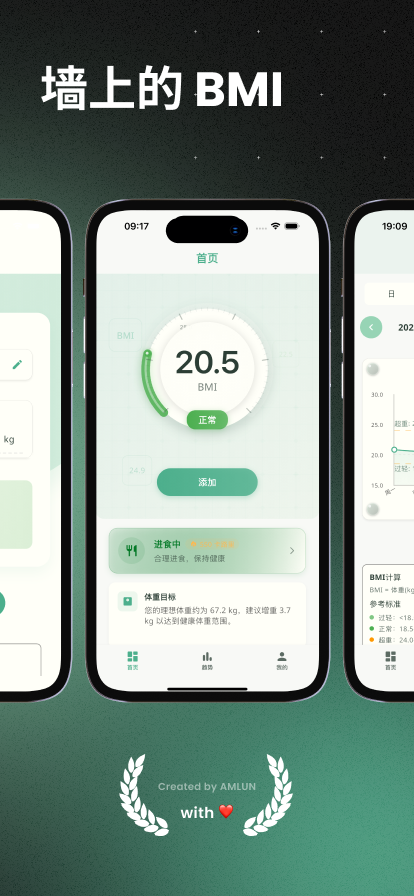 墙上的 BMI
09:17
首页
BMI
20.5
BMI
正常
24.9
添加
进食中
合理进食，保持健康
体重目标
您的理想体重约为 67.2 kg，建议增重 3.7
kg 以达到健康体重范围。
首页
趋势
我的
kg
19:09
日
202
30.0
25.0
20.0
15.0
超重: 2
过轻: 1
周一
BMI计算
BMI = 体重(kg
参考标准
过轻: <18.
正常: 18.5
超重: 24.0
首页
Created by AMLUN
with ❤️